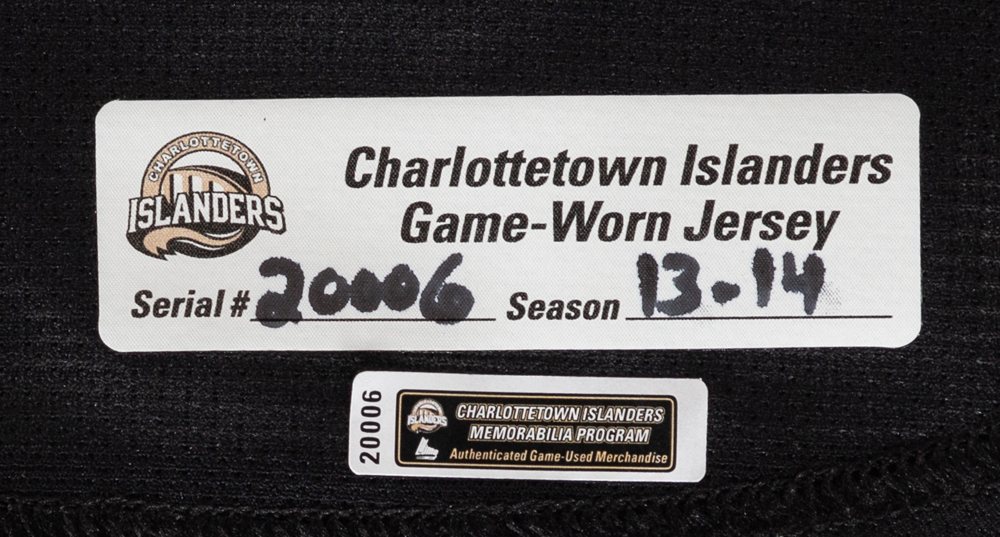 CHARLOTTETOWN
ISLANDERS
Charlottetown Islanders
Game-Worn Jersey
Serial # 20006 Season 13-14
20006
ISLANDERS
CHARLOTTETOWN ISLANDERS
MEMORABILIA PROGRAM
Authenticated Game-Used Merchandise